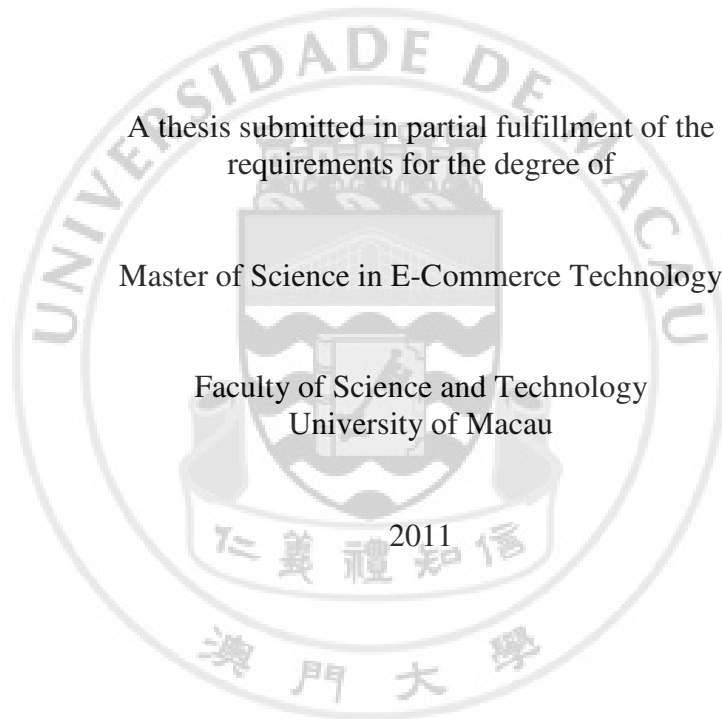 UNIVERSIDADE DE MACAU
A thesis submitted in partial fulfillment of the
requirements for the degree of
Master of Science in E-Commerce Technology
Faculty of Science and Technology
University of Macau
2011
仁義禮知信
澳門大學